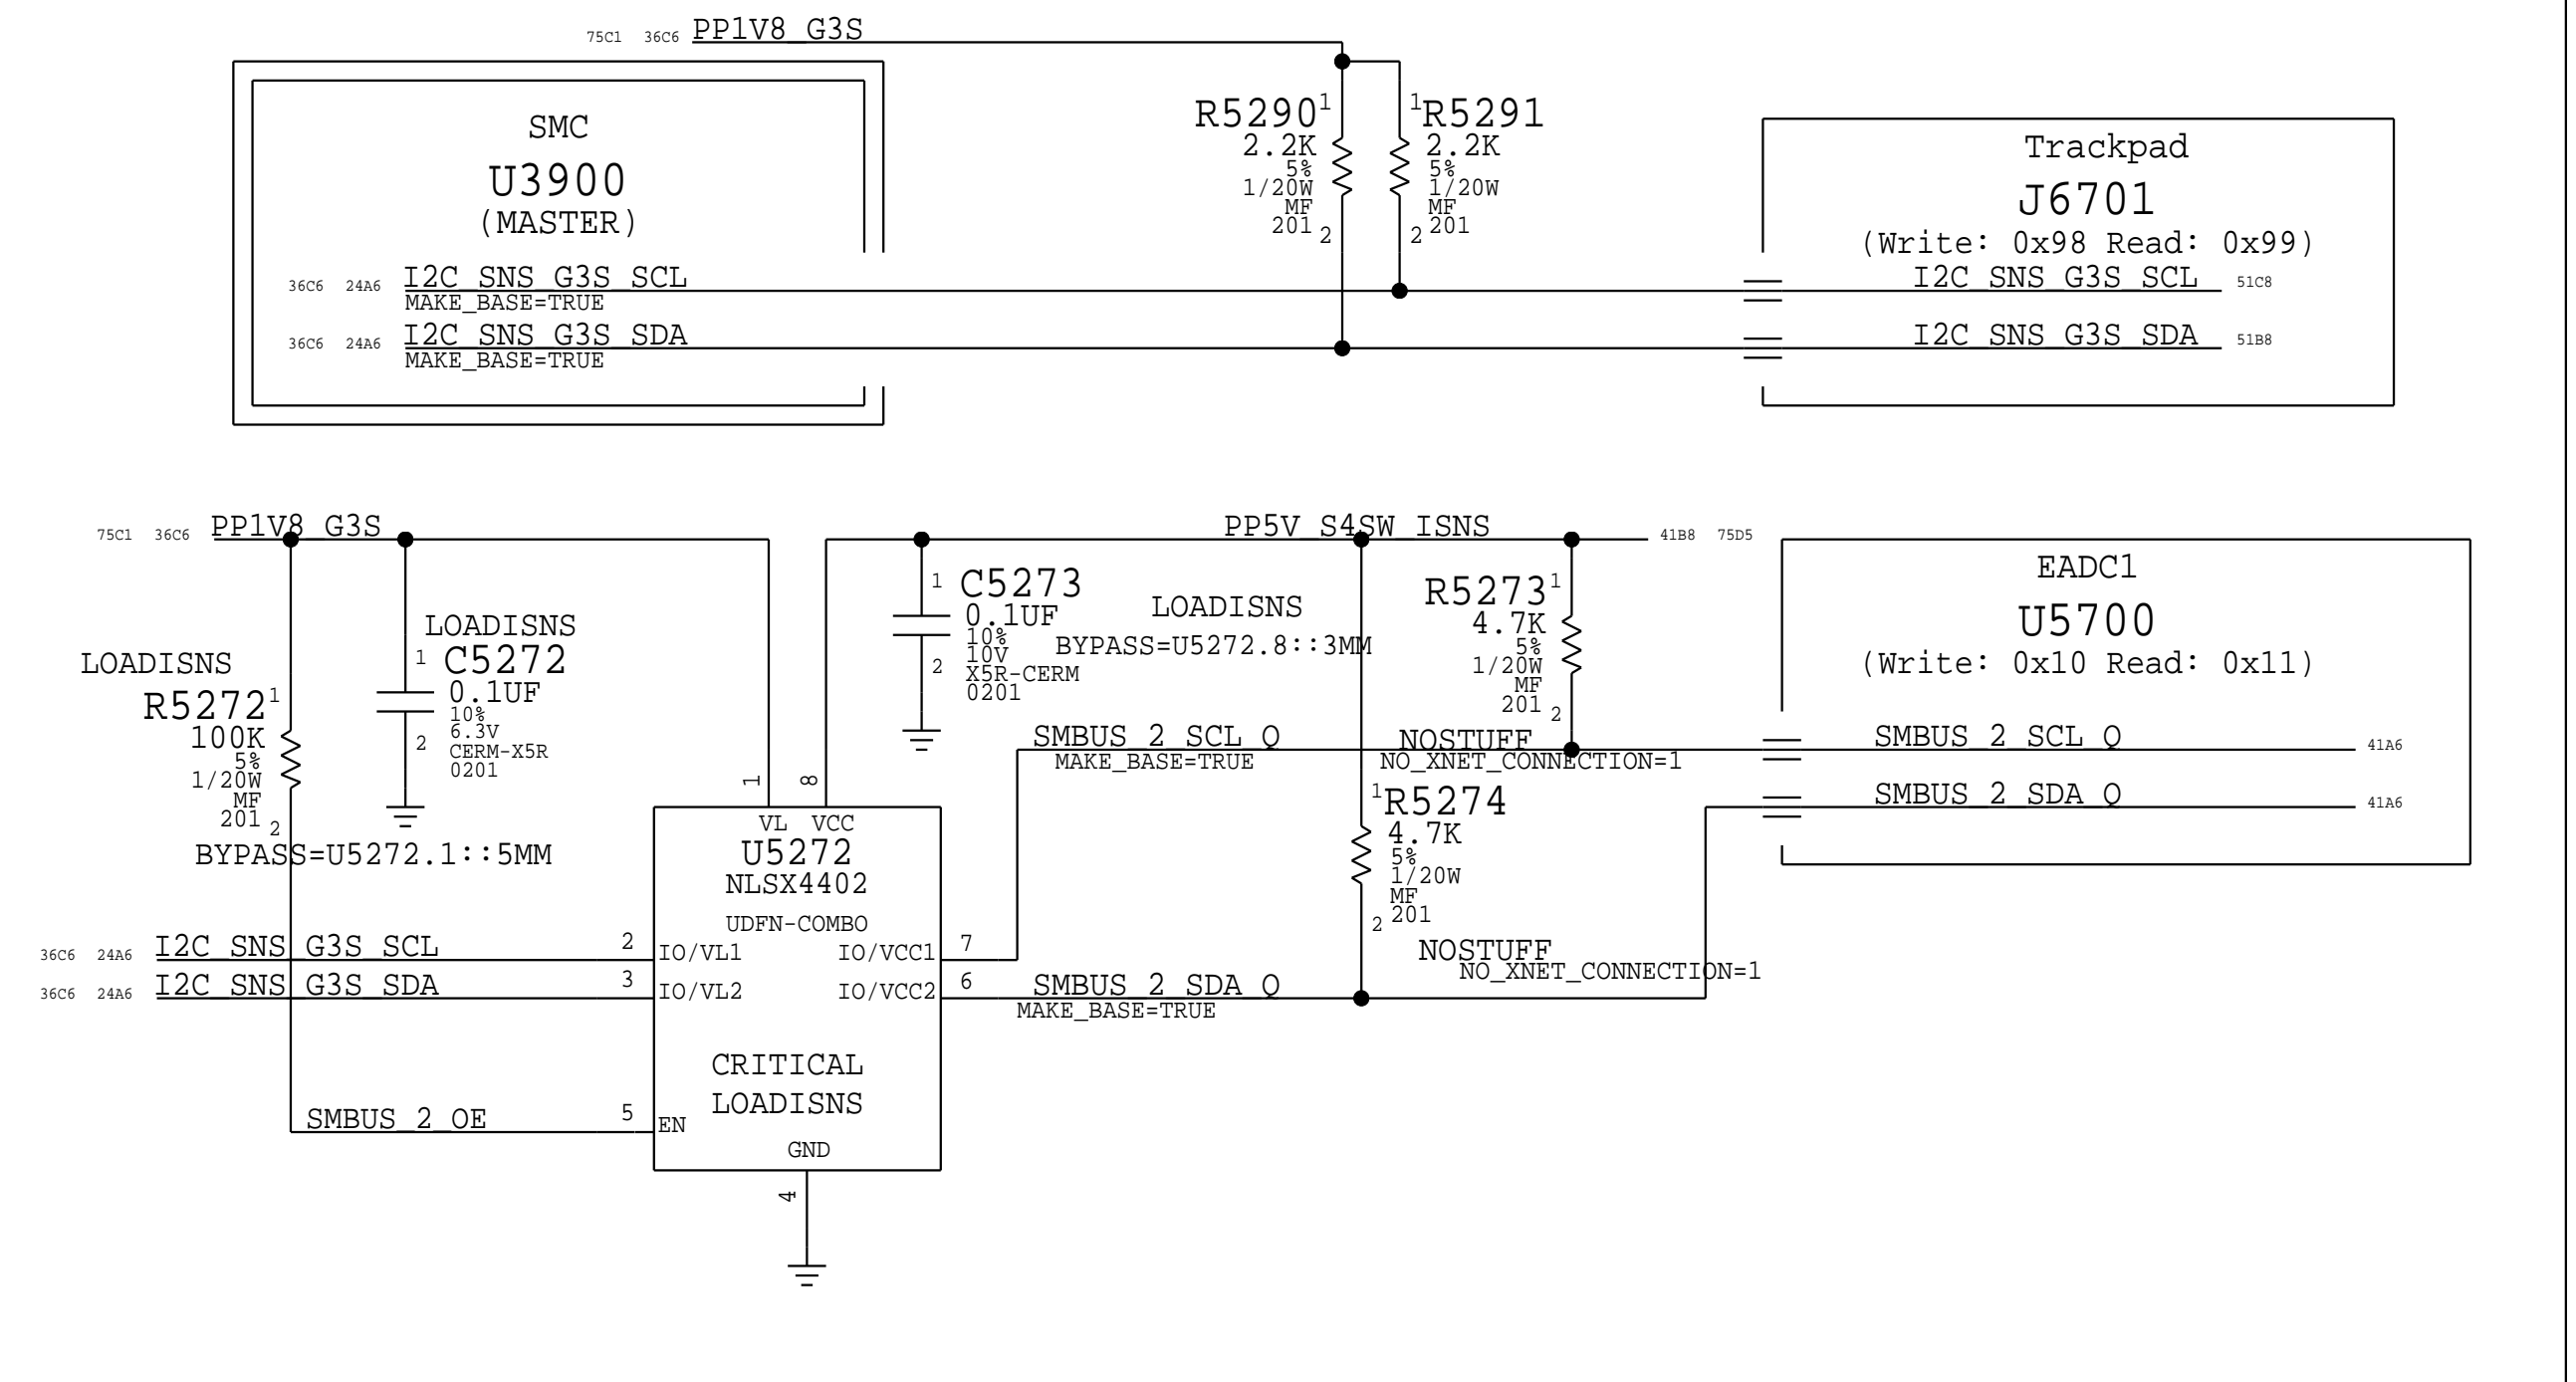 75C1 36C6 PP1V8_G3S
SMC
U3900
(MASTER)
36C6 24A6 I2C_SNS_G3S_SCL
MAKE_BASE=TRUE
36C6 24A6 I2C_SNS_G3S_SDA
MAKE_BASE=TRUE
R5290 1
2.2K
5%
1/20W
MF
201 2
1 R5291
2.2K
5%
1/20W
MF
2 201
Trackpad
J6701
(Write: 0x98 Read: 0x99)
I2C_SNS_G3S_SCL 51C8
I2C_SNS_G3S_SDA 51B8
75C1 36C6 PP1V8_G3S
LOADISNS
R5272 1
100K
5%
1/20W
MF
201 2
LOADISNS
1 C5272
0.1UF
10%
2 6.3V
CERM-X5R
0201
BYPASS=U5272.1::5MM
PP5V_S4SW_ISNS 41B8 75D5
1 C5273
0.1UF
10%
10V
2 X5R-CERM
0201
LOADISNS
BYPASS=U5272.8::3MM
R5273 1
4.7K
5%
1/20W
MF
201 2
NOSTUFF
NO_XNET_CONNECTION=1
SMBUS_2_SCL_Q
MAKE_BASE=TRUE
1 R5274
4.7K
5%
1/20W
MF
2 201
NOSTUFF
NO_XNET_CONNECTION=1
EADC1
U5700
(Write: 0x10 Read: 0x11)
SMBUS_2_SCL_Q 41A6
SMBUS_2_SDA_Q 41A6
1 8
VL VCC
U5272
NLSX4402
UDFN-COMBO
36C6 24A6 I2C_SNS_G3S_SCL 2 IO/VL1 IO/VCC1 7
36C6 24A6 I2C_SNS_G3S_SDA 3 IO/VL2 IO/VCC2 6 SMBUS_2_SDA_Q
MAKE_BASE=TRUE
CRITICAL
LOADISNS
SMBUS_2_OE 5 EN
GND
4